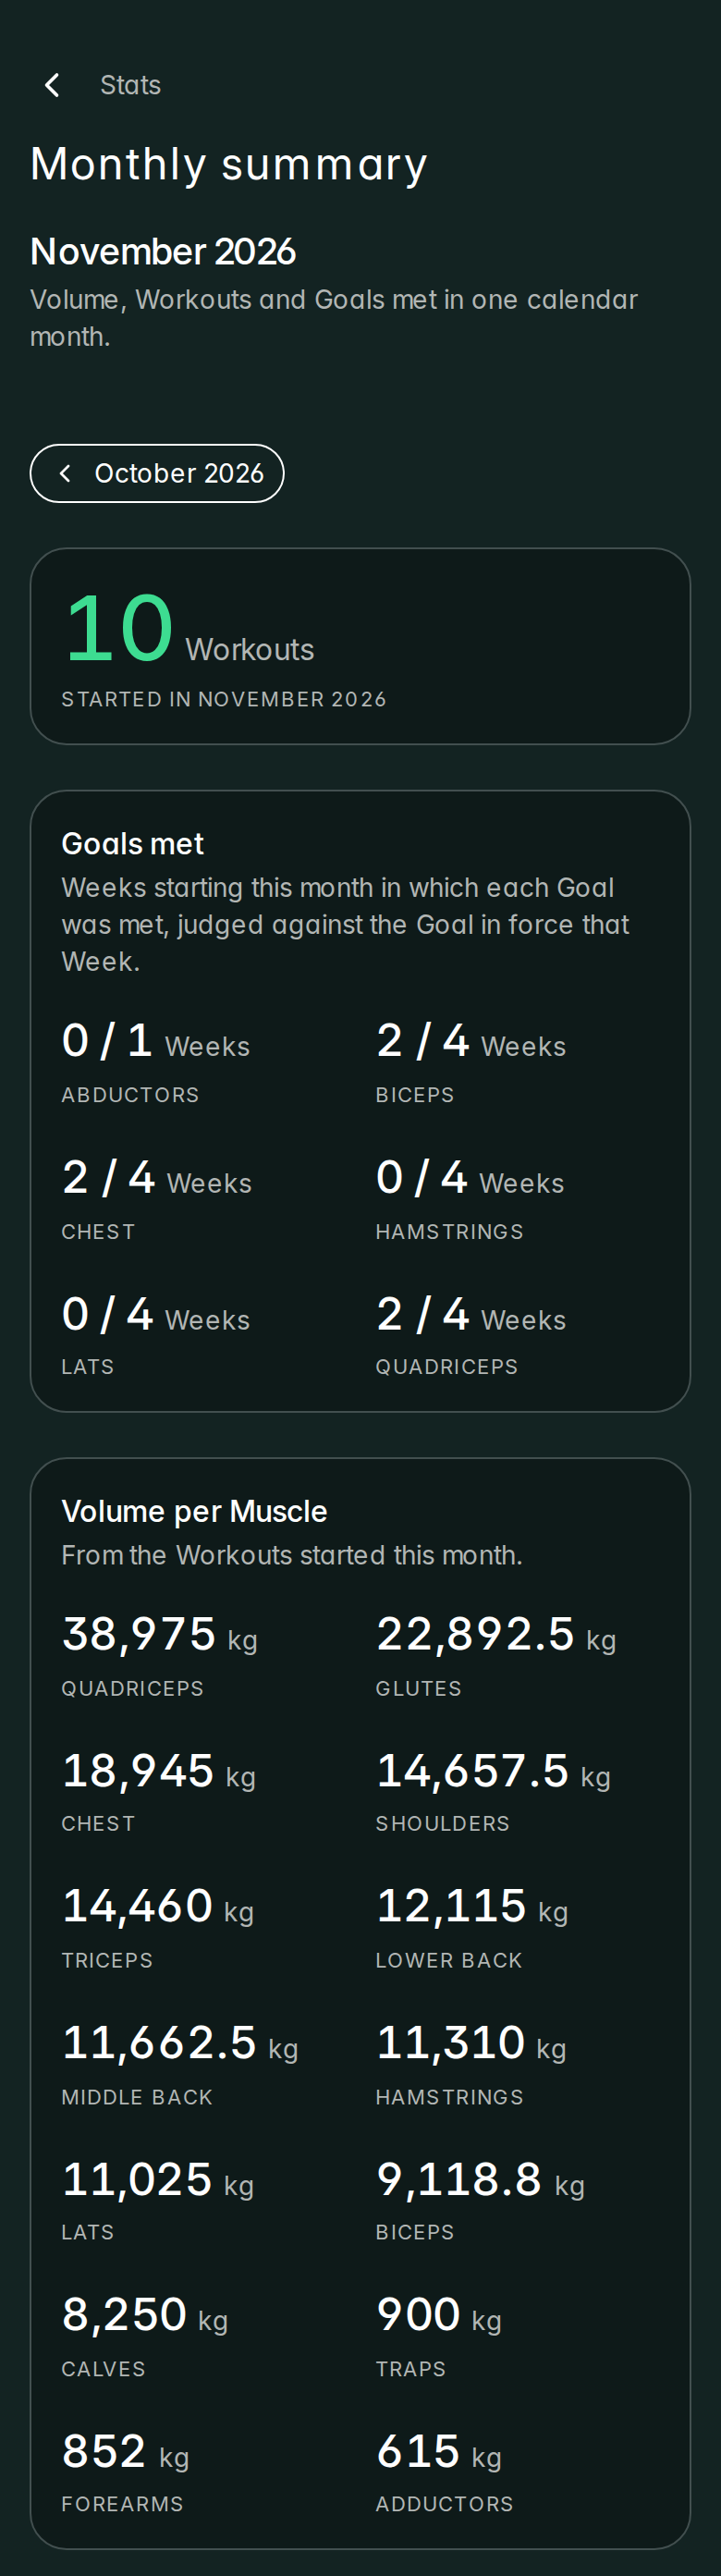 Stats
Monthly summary
November 2026
Volume, Workouts and Goals met in one calendar
month.
October 2026
10 Workouts
STARTED IN NOVEMBER 2026
Goals met
Weeks starting this month in which each Goal
was met, judged against the Goal in force that
Week.
0 / 1 Weeks
ABDUCTORS
2 / 4 Weeks
BICEPS
2 / 4 Weeks
CHEST
0 / 4 Weeks
HAMSTRINGS
0 / 4 Weeks
LATS
2 / 4 Weeks
QUADRICEPS
Volume per Muscle
From the Workouts started this month.
38,975 kg
QUADRICEPS
22,892.5 kg
GLUTES
18,945 kg
CHEST
14,657.5 kg
SHOULDERS
14,460 kg
TRICEPS
12,115 kg
LOWER BACK
11,662.5 kg
MIDDLE BACK
11,310 kg
HAMSTRINGS
11,025 kg
LATS
9,118.8 kg
BICEPS
8,250 kg
CALVES
900 kg
TRAPS
852 kg
FOREARMS
615 kg
ADDUCTORS